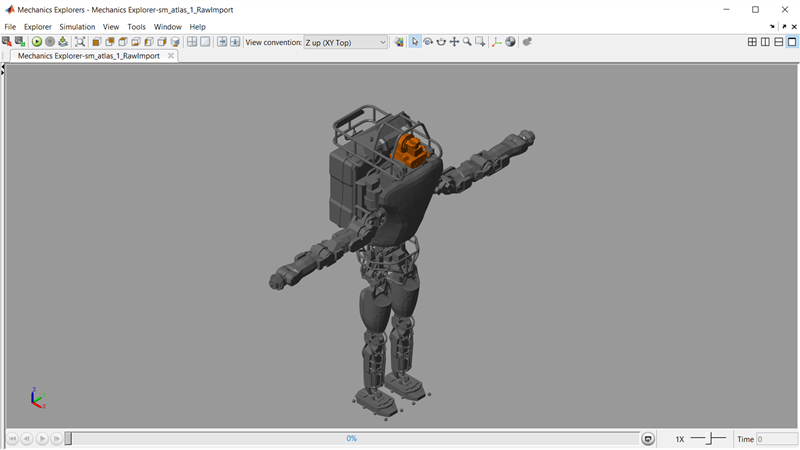 Mechanics Explorers - Mechanics Explorer-sm_atlas_1_RawImport
File Explorer Simulation View Tools Window Help
View convention: Z up (XY Top)
Mechanics Explorer-sm_atlas_1_RawImport
Z
Y
X
0%
1X
Time 0